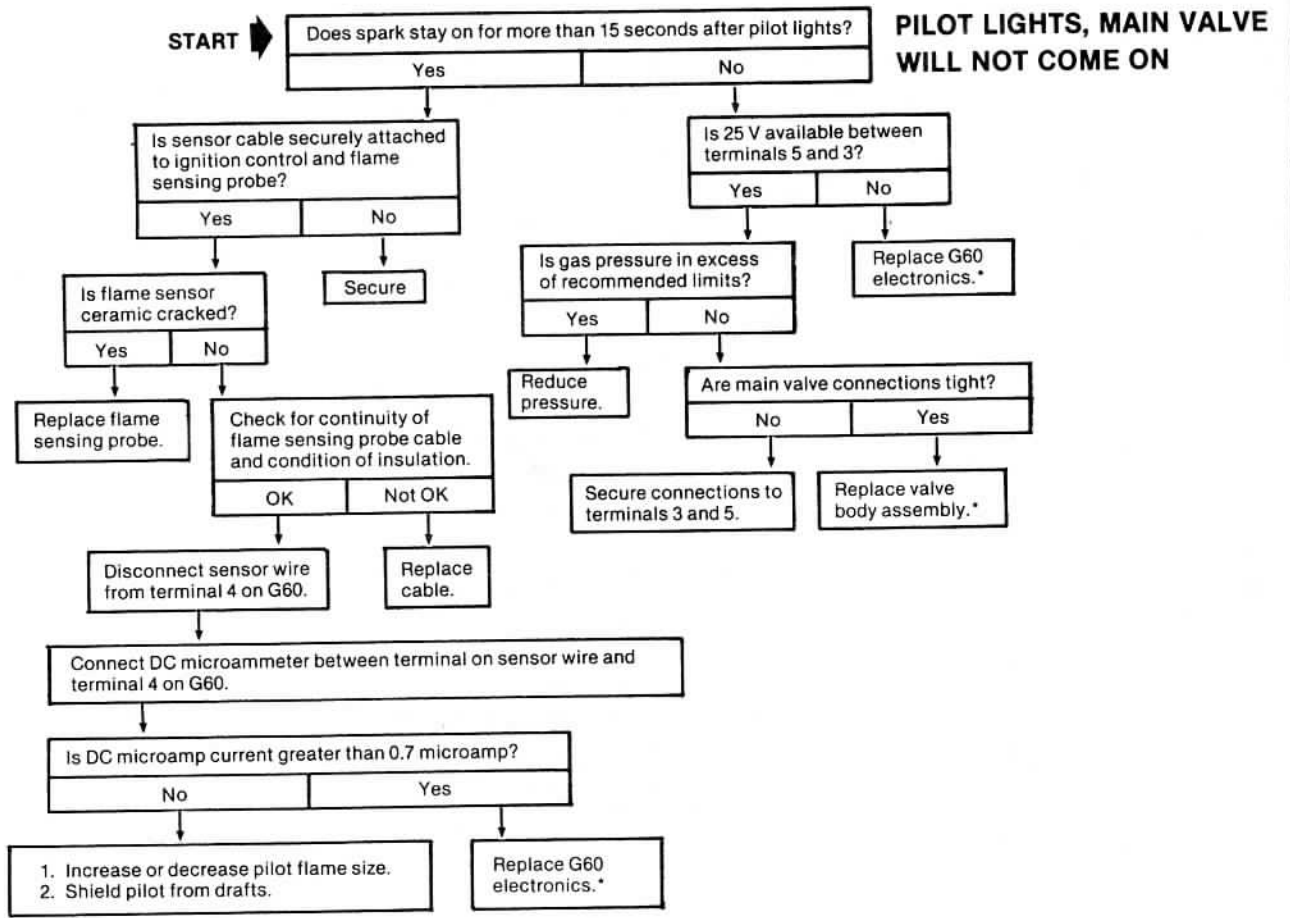 START
Does spark stay on for more than 15 seconds after pilot lights?
Yes
No
PILOT LIGHTS, MAIN VALVE
WILL NOT COME ON
Is sensor cable securely attached
to ignition control and flame
sensing probe?
Yes
No
Is 25 V available between
terminals 5 and 3?
Yes
No
Is flame sensor
ceramic cracked?
Yes
No
Secure
Is gas pressure in excess
of recommended limits?
Yes
No
Replace G60
electronics.*
Replace flame
sensing probe.
Check for continuity of
flame sensing probe cable
and condition of insulation.
OK
Not OK
Reduce
pressure.
Are main valve connections tight?
No
Yes
Secure connections to
terminals 3 and 5.
Replace valve
body assembly.*
Disconnect sensor wire
from terminal 4 on G60.
Replace
cable.
Connect DC microammeter between terminal on sensor wire and
terminal 4 on G60.
Is DC microamp current greater than 0.7 microamp?
No
Yes
1. Increase or decrease pilot flame size.
2. Shield pilot from drafts.
Replace G60
electronics.*